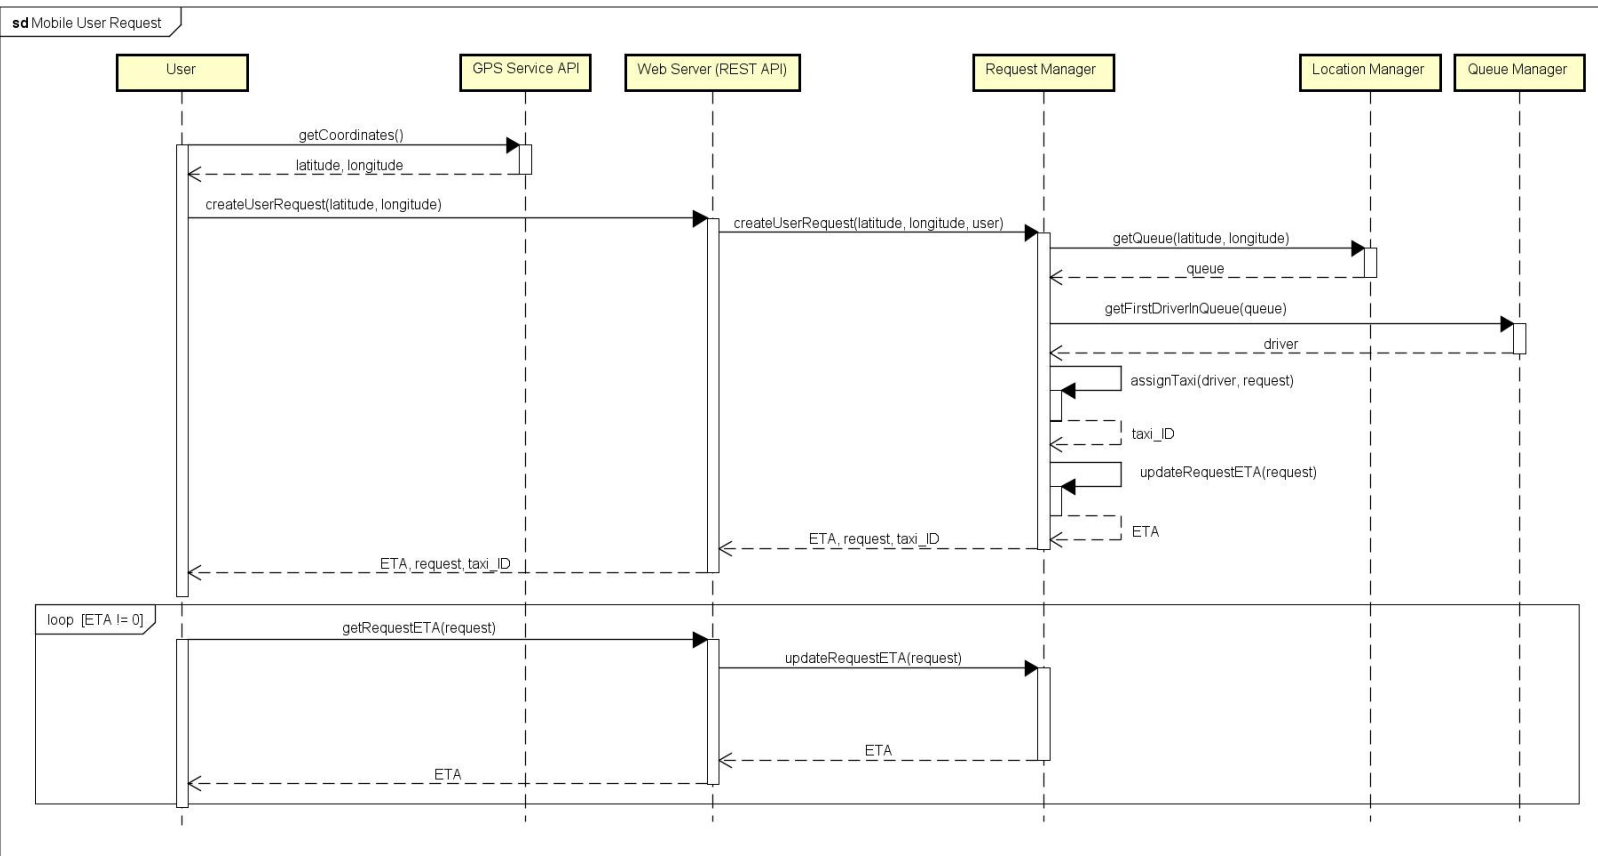 sd Mobile User Request
User
GPS Service API
Web Server (REST API)
Request Manager
Location Manager
Queue Manager
getCoordinates()
latitude, longitude
createUserRequest(latitude, longitude)
createUserRequest(latitude, longitude, user)
getQueue(latitude, longitude)
queue
getFirstDriverInQueue(queue)
driver
assignTaxi(driver, request)
taxi_ID
updateRequestETA(request)
ETA
ETA, request, taxi_ID
ETA, request, taxi_ID
loop [ETA != 0]
getRequestETA(request)
updateRequestETA(request)
ETA
ETA